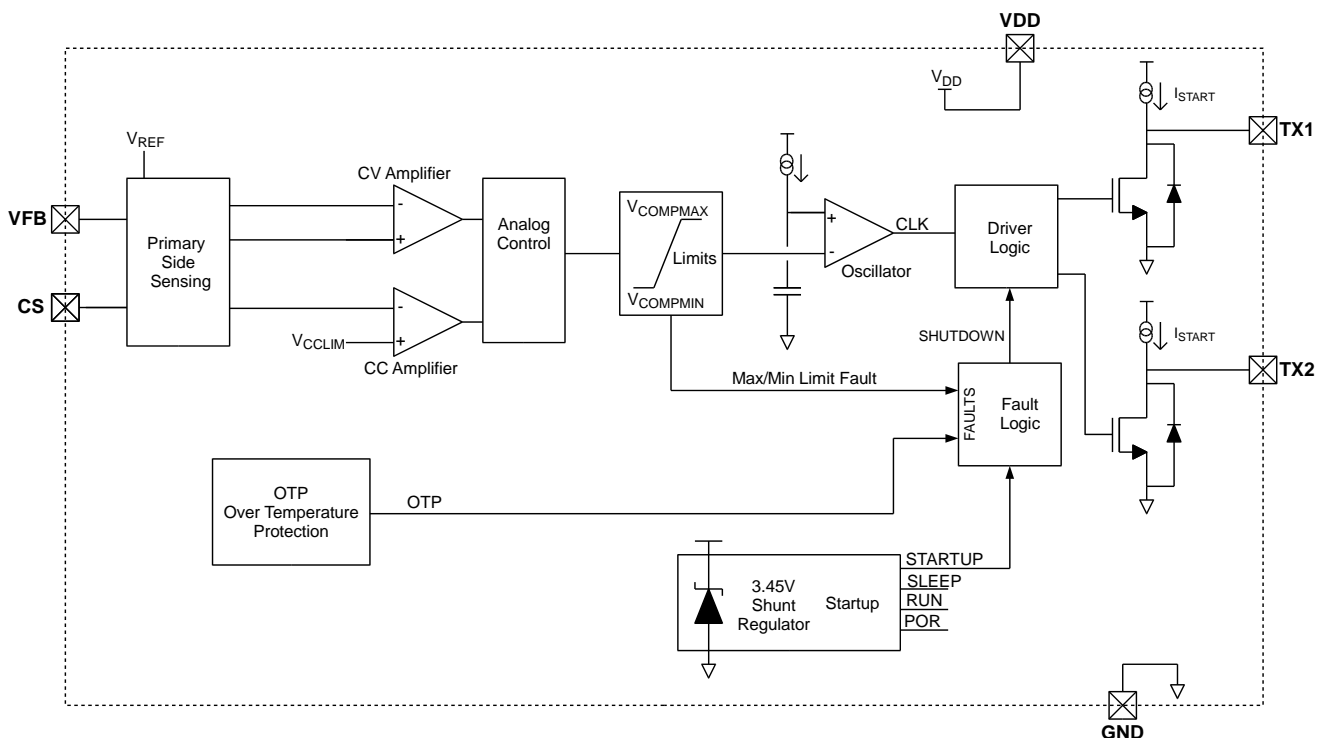 VDD
VDD
ISTART
TX1
VREF
CV Amplifier
VFB
-
+
Primary
Side
Sensing
Analog
Control
VCOMPMAX
Limits
VCOMPMIN
+
-
CLK
Oscillator
Driver
Logic
CS
-
VCCLIM
+
CC Amplifier
SHUTDOWN
ISTART
TX2
Max/Min Limit Fault
FAULTS
Fault
Logic
OTP
Over Temperature
Protection
OTP
3.45V
Shunt
Regulator
Startup
STARTUP
SLEEP
RUN
POR
GND